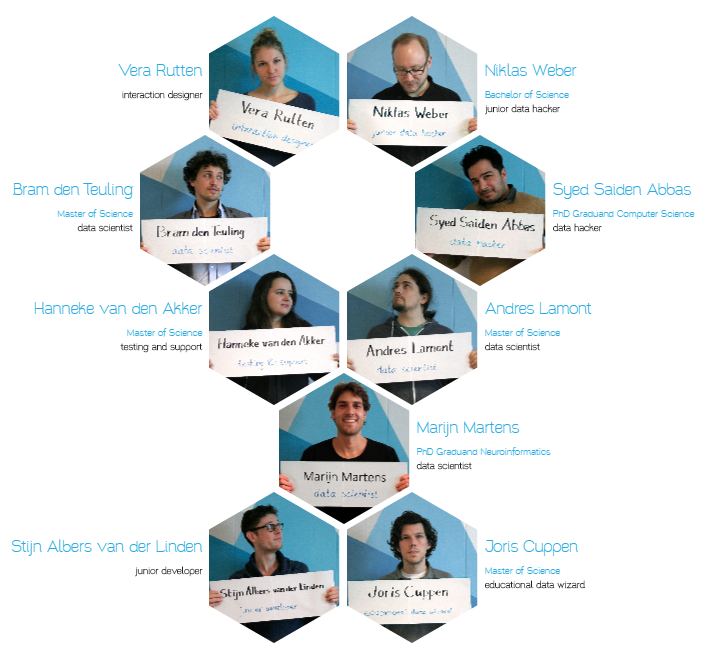 Vera Rutten
interaction designer
Vera Rutten
interaction designer
Niklas Weber
junior data hacker
Niklas Weber
Bachelor of Science
junior data hacker
Bram den Teuling
Master of Science
data scientist
Bram den Teuling
data scientist
Syed Saiden Abbas
data hacker
Syed Saiden Abbas
PhD Graduand Computer Science
data hacker
Hanneke van den Akker
Master of Science
testing and support
Hanneke van den Akker
testing & support
Andres Lamont
data scientist
Andres Lamont
Master of Science
data scientist
Marijn Martens
data scientist
Marijn Martens
PhD Graduand Neuroinformatics
data scientist
Stijn Albers van der Linden
junior developer
Stijn Albers van der Linden
junior developer
Joris Cuppen
educational data wizard
Joris Cuppen
Master of Science
educational data wizard